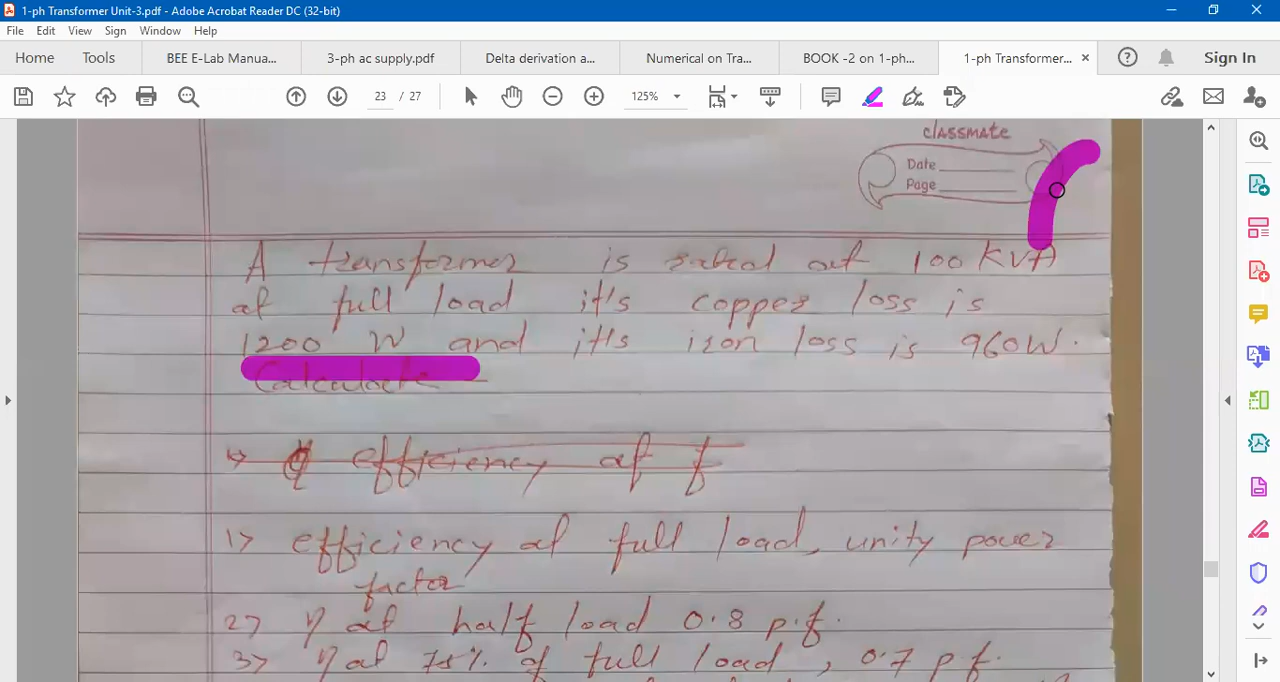 1-ph Transformer Unit-3.pdf - Adobe Acrobat Reader DC (32-bit)
File Edit View Sign Window Help
Home Tools BEE E-Lab Manua... 3-ph ac supply.pdf Delta derivation a... Numerical on Tra... BOOK -2 on 1-ph... 1-ph Transformer... × Sign In
23 / 27 125%
classmate
Date
Page
A transformer is rated at 100 KVA
at full load it's copper loss is
1200 W and it's iron loss is 960W.
Calculate
efficiency at f
1> efficiency at full load, unity power
factor
2> η at half load 0.8 p.f.
3> η at 75% of full load, 0.7 p.f.